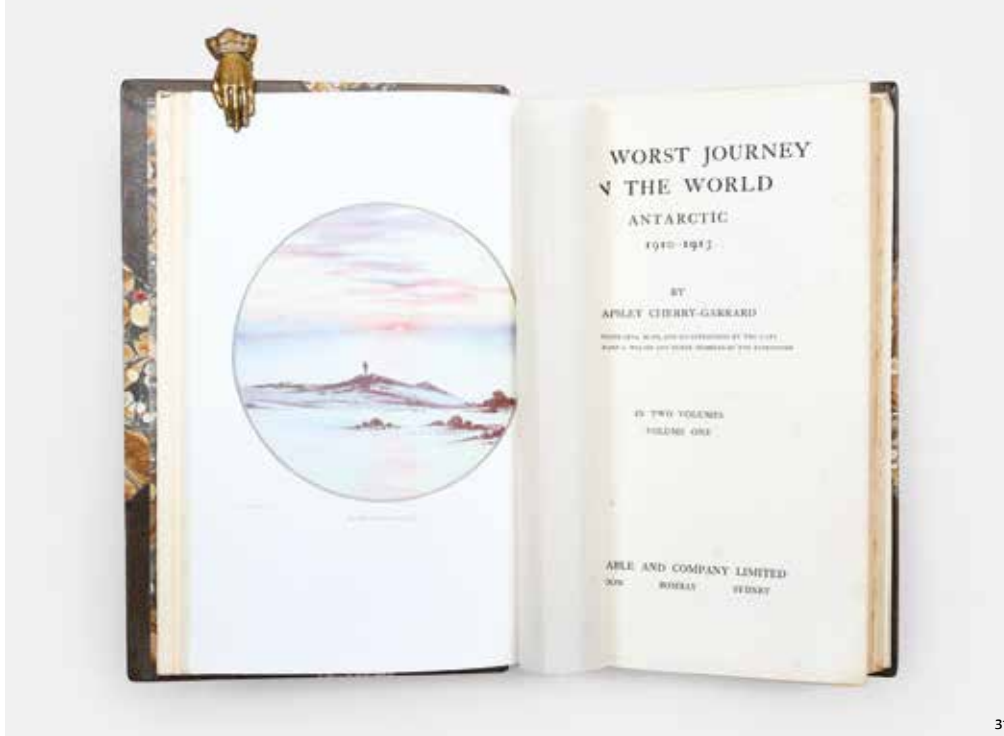 WORST JOURNEY
N THE WORLD
ANTARCTIC
1910-1913
BY
APSLEY CHERRY-GARRARD
IN TWO VOLUMES
VOLUME ONE
ABLE AND COMPANY LIMITED
DON BOMBAY SYDNEY